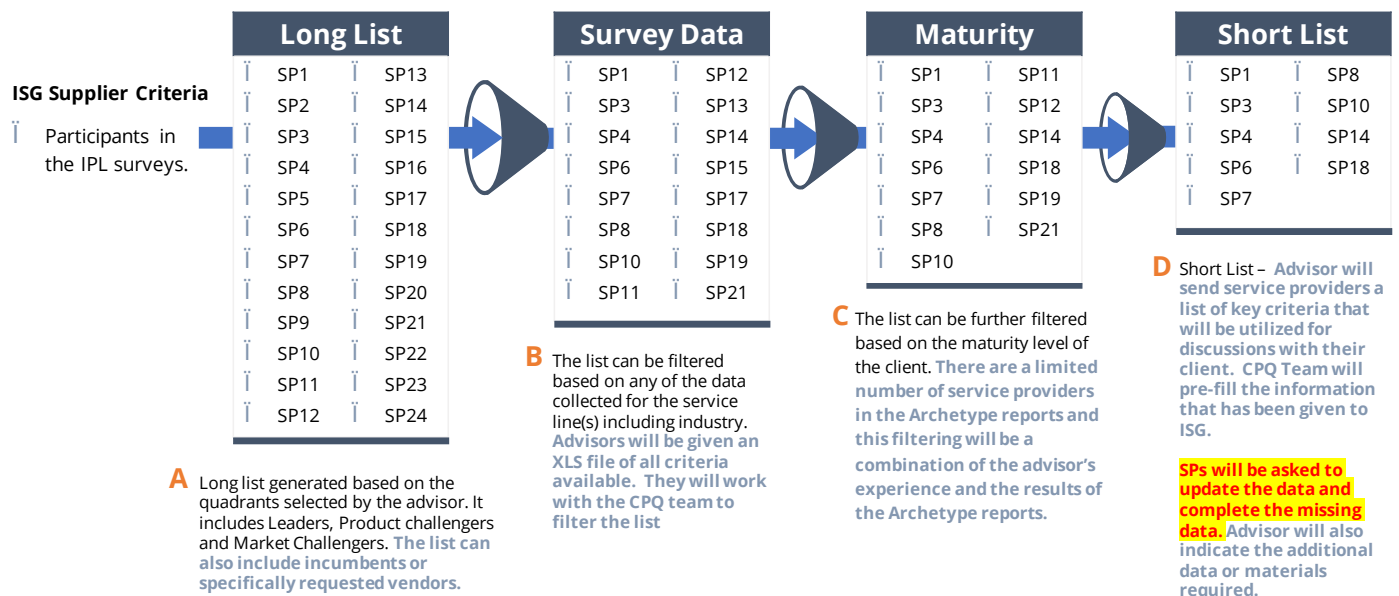 ISG Supplier Criteria
Ï Participants in
the IPL surveys.
Long List
Ï SP1 Ï SP13
Ï SP2 Ï SP14
Ï SP3 Ï SP15
Ï SP4 Ï SP16
Ï SP5 Ï SP17
Ï SP6 Ï SP18
Ï SP7 Ï SP19
Ï SP8 Ï SP20
Ï SP9 Ï SP21
Ï SP10 Ï SP22
Ï SP11 Ï SP23
Ï SP12 Ï SP24
A Long list generated based on the
quadrants selected by the advisor. It
includes Leaders, Product challengers
and Market Challengers. The list can
also include incumbents or
specifically requested vendors.
Survey Data
Ï SP1 Ï SP12
Ï SP3 Ï SP13
Ï SP4 Ï SP14
Ï SP6 Ï SP15
Ï SP7 Ï SP17
Ï SP8 Ï SP18
Ï SP10 Ï SP19
Ï SP11 Ï SP21
B The list can be filtered
based on any of the data
collected for the service
line(s) including industry.
Advisors will be given an
XLS file of all criteria
available. They will work
with the CPQ team to
filter the list
Maturity
Ï SP1 Ï SP11
Ï SP3 Ï SP12
Ï SP4 Ï SP14
Ï SP6 Ï SP18
Ï SP7 Ï SP19
Ï SP8 Ï SP21
Ï SP10
C The list can be further filtered
based on the maturity level of
the client. There are a limited
number of service providers
in the Archetype reports and
this filtering will be a
combination of the advisor's
experience and the results of
the Archetype reports.
Short List
Ï SP1 Ï SP8
Ï SP3 Ï SP10
Ï SP4 Ï SP14
Ï SP6 Ï SP18
Ï SP7
D Short List – Advisor will
send service providers a
list of key criteria that
will be utilized for
discussions with their
client. CPQ Team will
pre-fill the information
that has been given to
ISG.
SPs will be asked to
update the data and
complete the missing
data. Advisor will also
indicate the additional
data or materials
required.